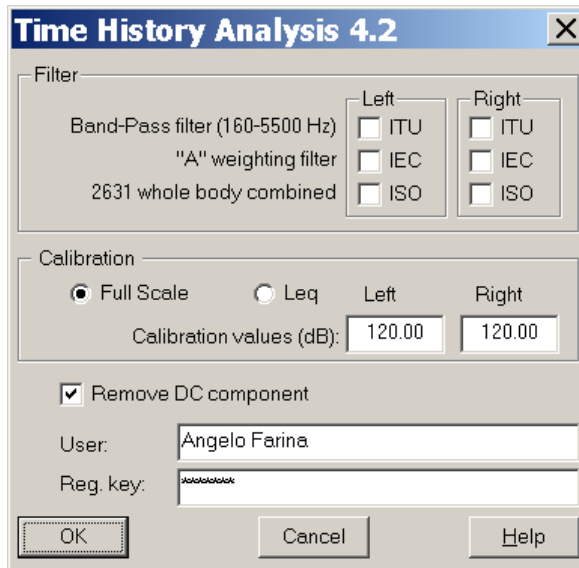 Time History Analysis 4.2
Filter
Left Right
Band-Pass filter (160-5500 Hz) ITU ITU
"A" weighting filter IEC IEC
2631 whole body combined ISO ISO
Calibration
Full Scale Leq Left Right
Calibration values (dB): 120.00 120.00
Remove DC component
User: Angelo Farina
Reg. key: ********
OK Cancel Help